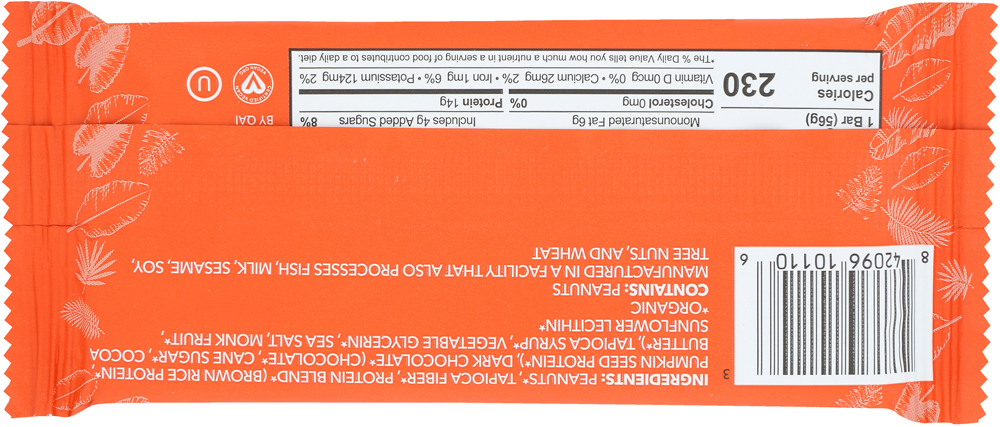 INGREDIENTS: PEANUTS*, TAPIOCA FIBER*, PROTEIN BLEND* (BROWN RICE PROTEIN*,
PUMPKIN SEED PROTEIN*), DARK CHOCOLATE* (CHOCOLATE*, CANE SUGAR*, COCOA
BUTTER*), TAPIOCA SYRUP*, VEGETABLE GLYCERIN*, SEA SALT, MONK FRUIT*,
SUNFLOWER LECITHIN*
*ORGANIC
CONTAINS: PEANUTS
MANUFACTURED IN A FACILITY THAT ALSO PROCESSES FISH, MILK, SESAME, SOY,
TREE NUTS, AND WHEAT
8 42096 10110 6
3
1 Bar (56g)
Calories
per serving
230
Monounsaturated Fat 6g
Cholesterol 0mg 0%
Includes 4g Added Sugars 8%
Protein 14g
Vitamin D 0mcg 0% • Calcium 26mg 2% • Iron 1mg 6% • Potassium 124mg 2%
*The % Daily Value tells you how much a nutrient in a serving of food contributes to a daily diet.
BY QAI
CERTIFIED VEGAN
VEGAN.ORG
U